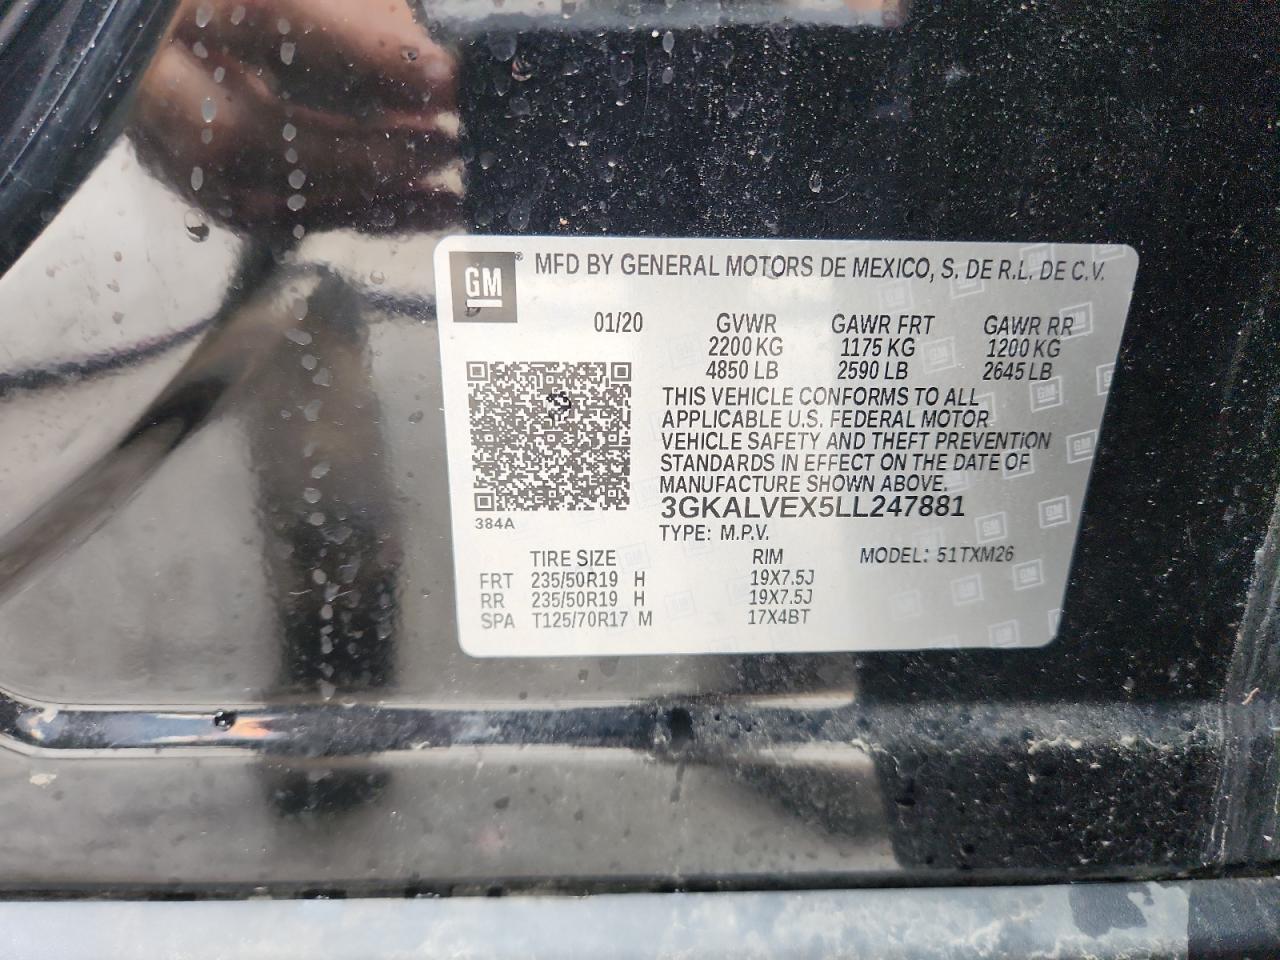 GM ® MFD BY GENERAL MOTORS DE MEXICO, S. DE R.L. DE C.V.
01/20 GVWR GAWR FRT GAWR RR
2200 KG 1175 KG 1200 KG
4850 LB 2590 LB 2645 LB
THIS VEHICLE CONFORMS TO ALL
APPLICABLE U.S. FEDERAL MOTOR
VEHICLE SAFETY AND THEFT PREVENTION
STANDARDS IN EFFECT ON THE DATE OF
MANUFACTURE SHOWN ABOVE.
3GKALVEX5LL247881
384A
TYPE: M.P.V.
TIRE SIZE RIM MODEL: 51TXM26
FRT 235/50R19 H 19X7.5J
RR 235/50R19 H 19X7.5J
SPA T125/70R17 M 17X4BT